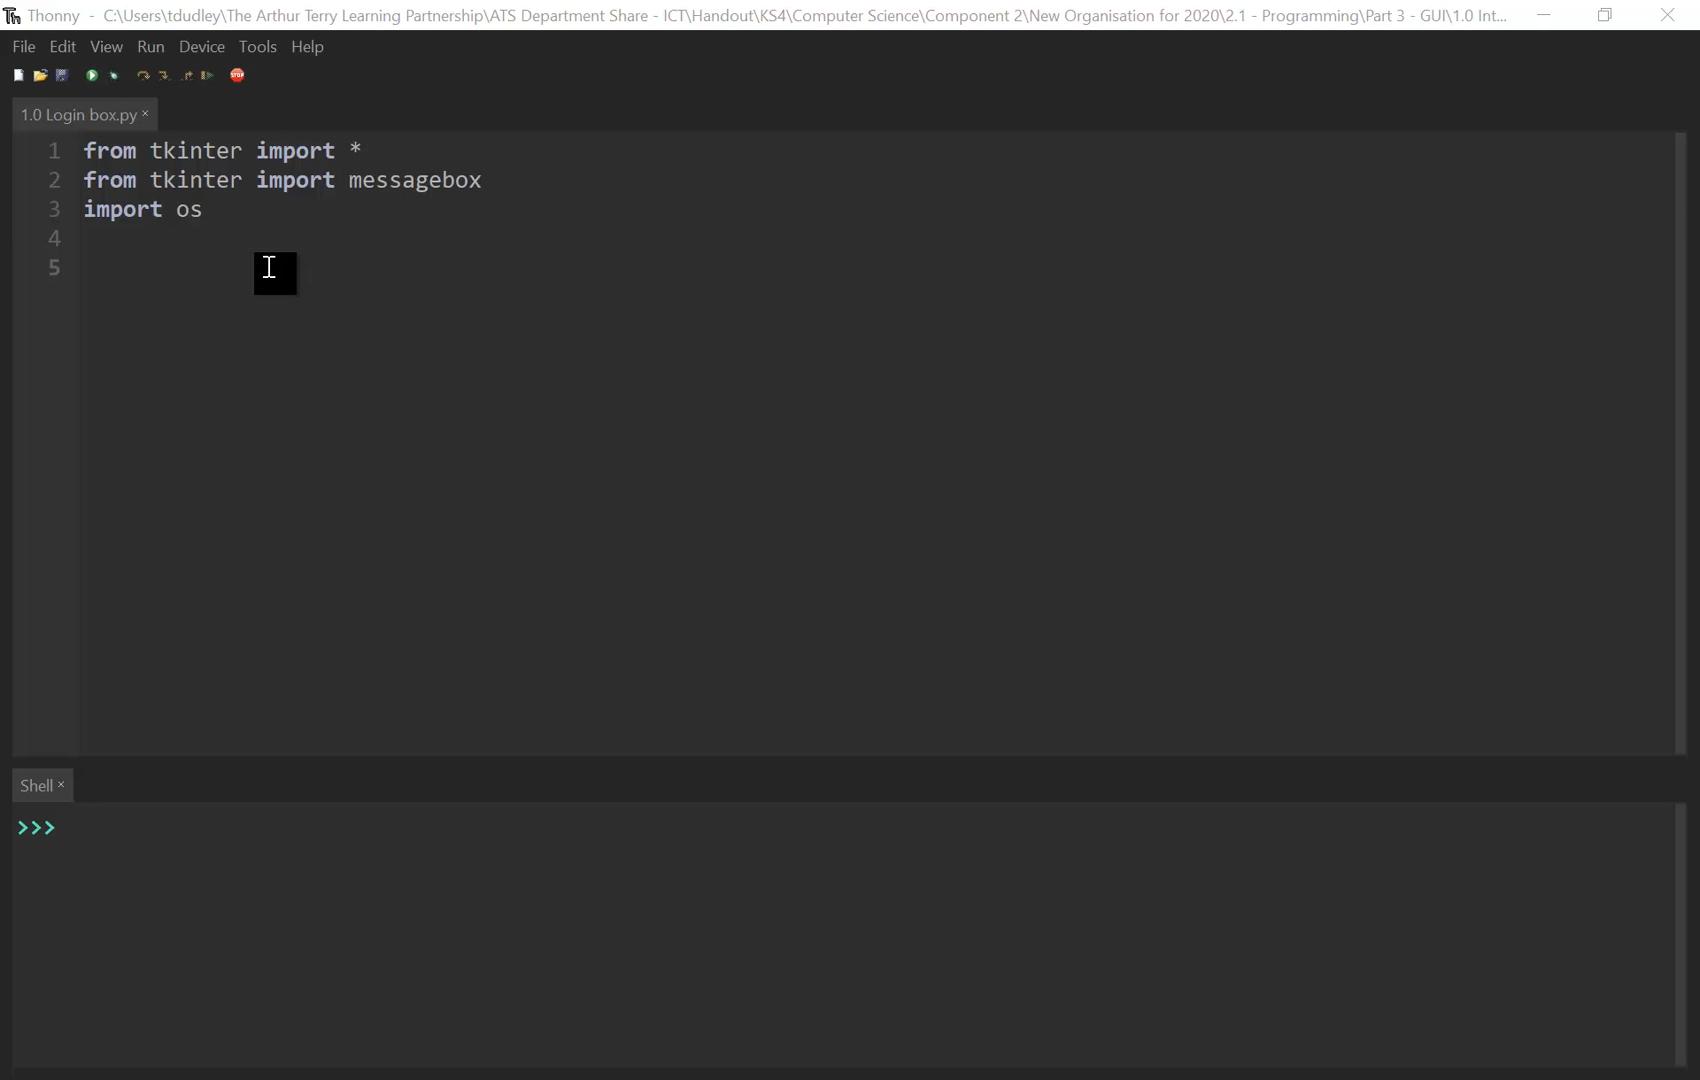 Thonny - C:\Users\tdudley\The Arthur Terry Learning Partnership\ATS Department Share - ICT\Handout\KS4\Computer Science\Component 2\New Organisation for 2020\2.1 - Programming\Part 3 - GUI\1.0 Int...
File Edit View Run Device Tools Help
STOP
1.0 Login box.py ×
1 from tkinter import *
2 from tkinter import messagebox
3 import os
4
5
Shell ×
>>>